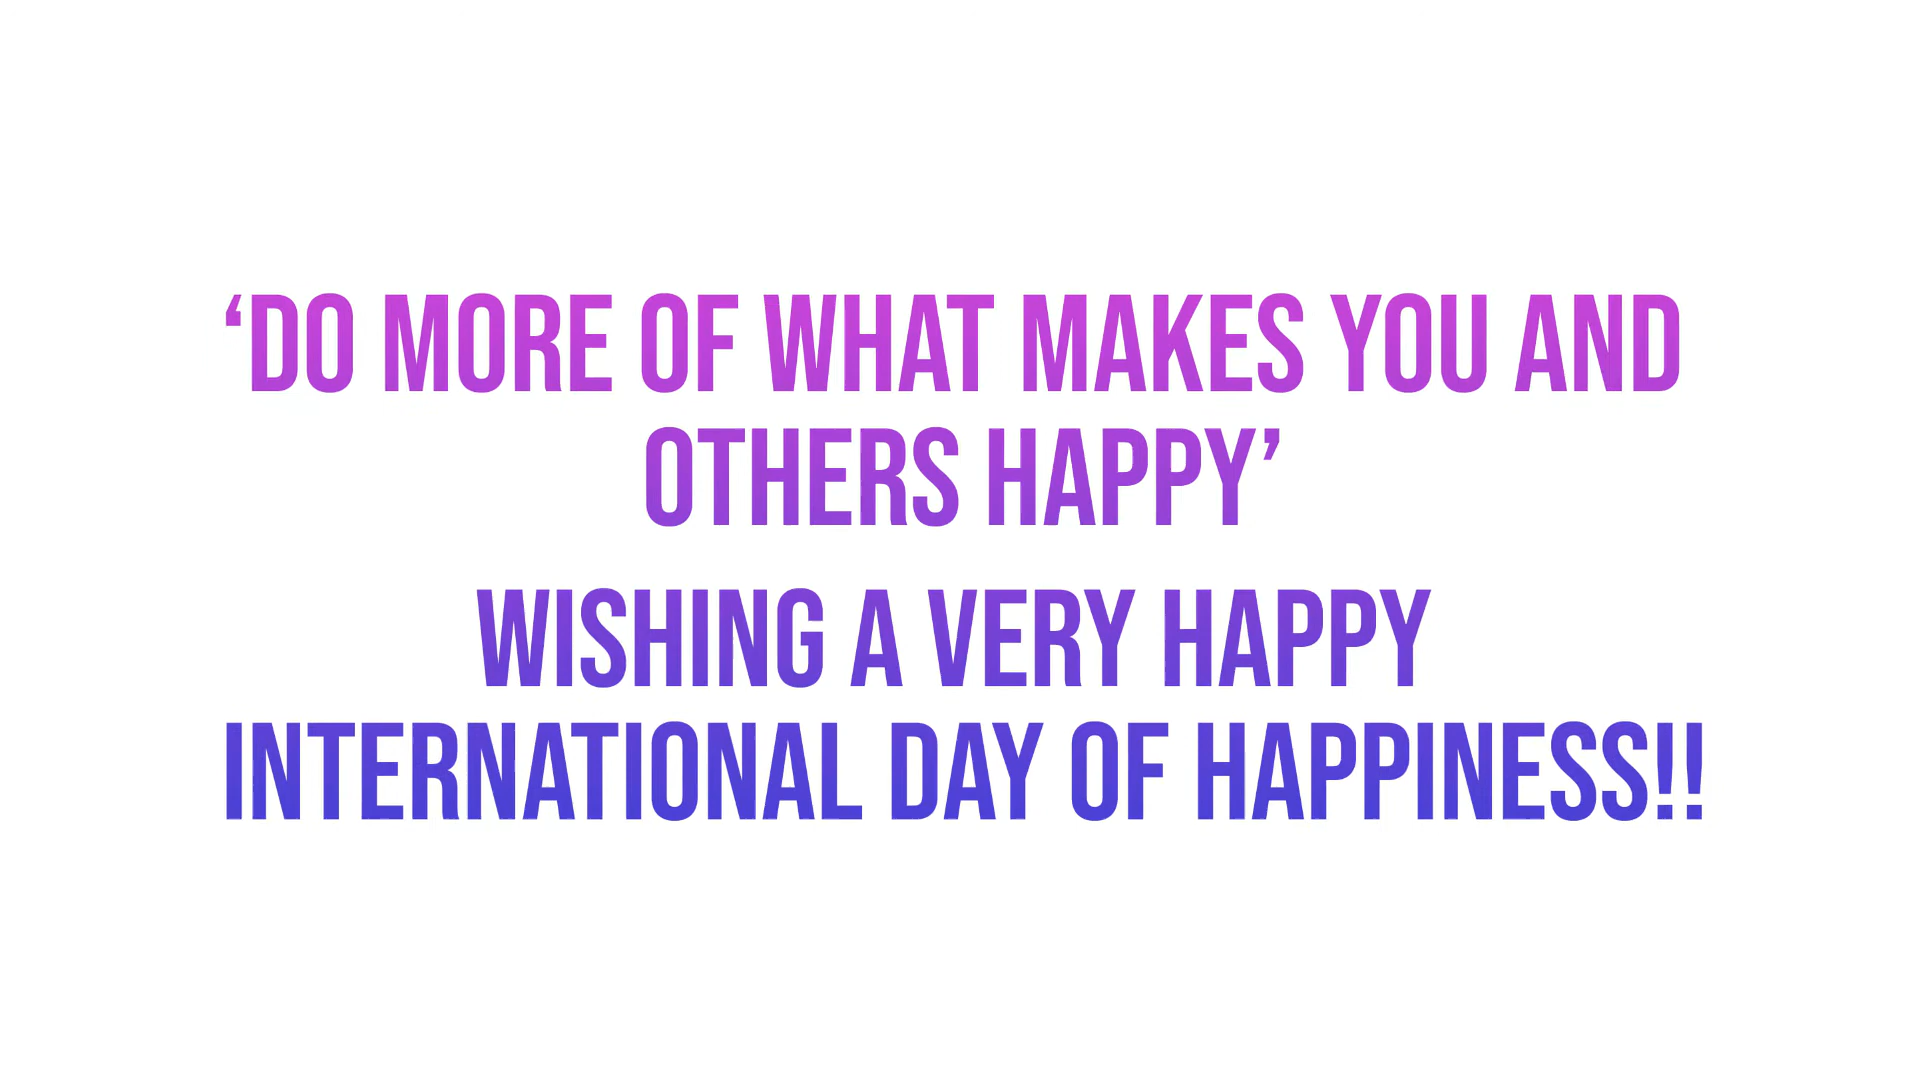 ‘DO MORE OF WHAT MAKES YOU AND
OTHERS HAPPY’
WISHING A VERY HAPPY
INTERNATIONAL DAY OF HAPPINESS!!